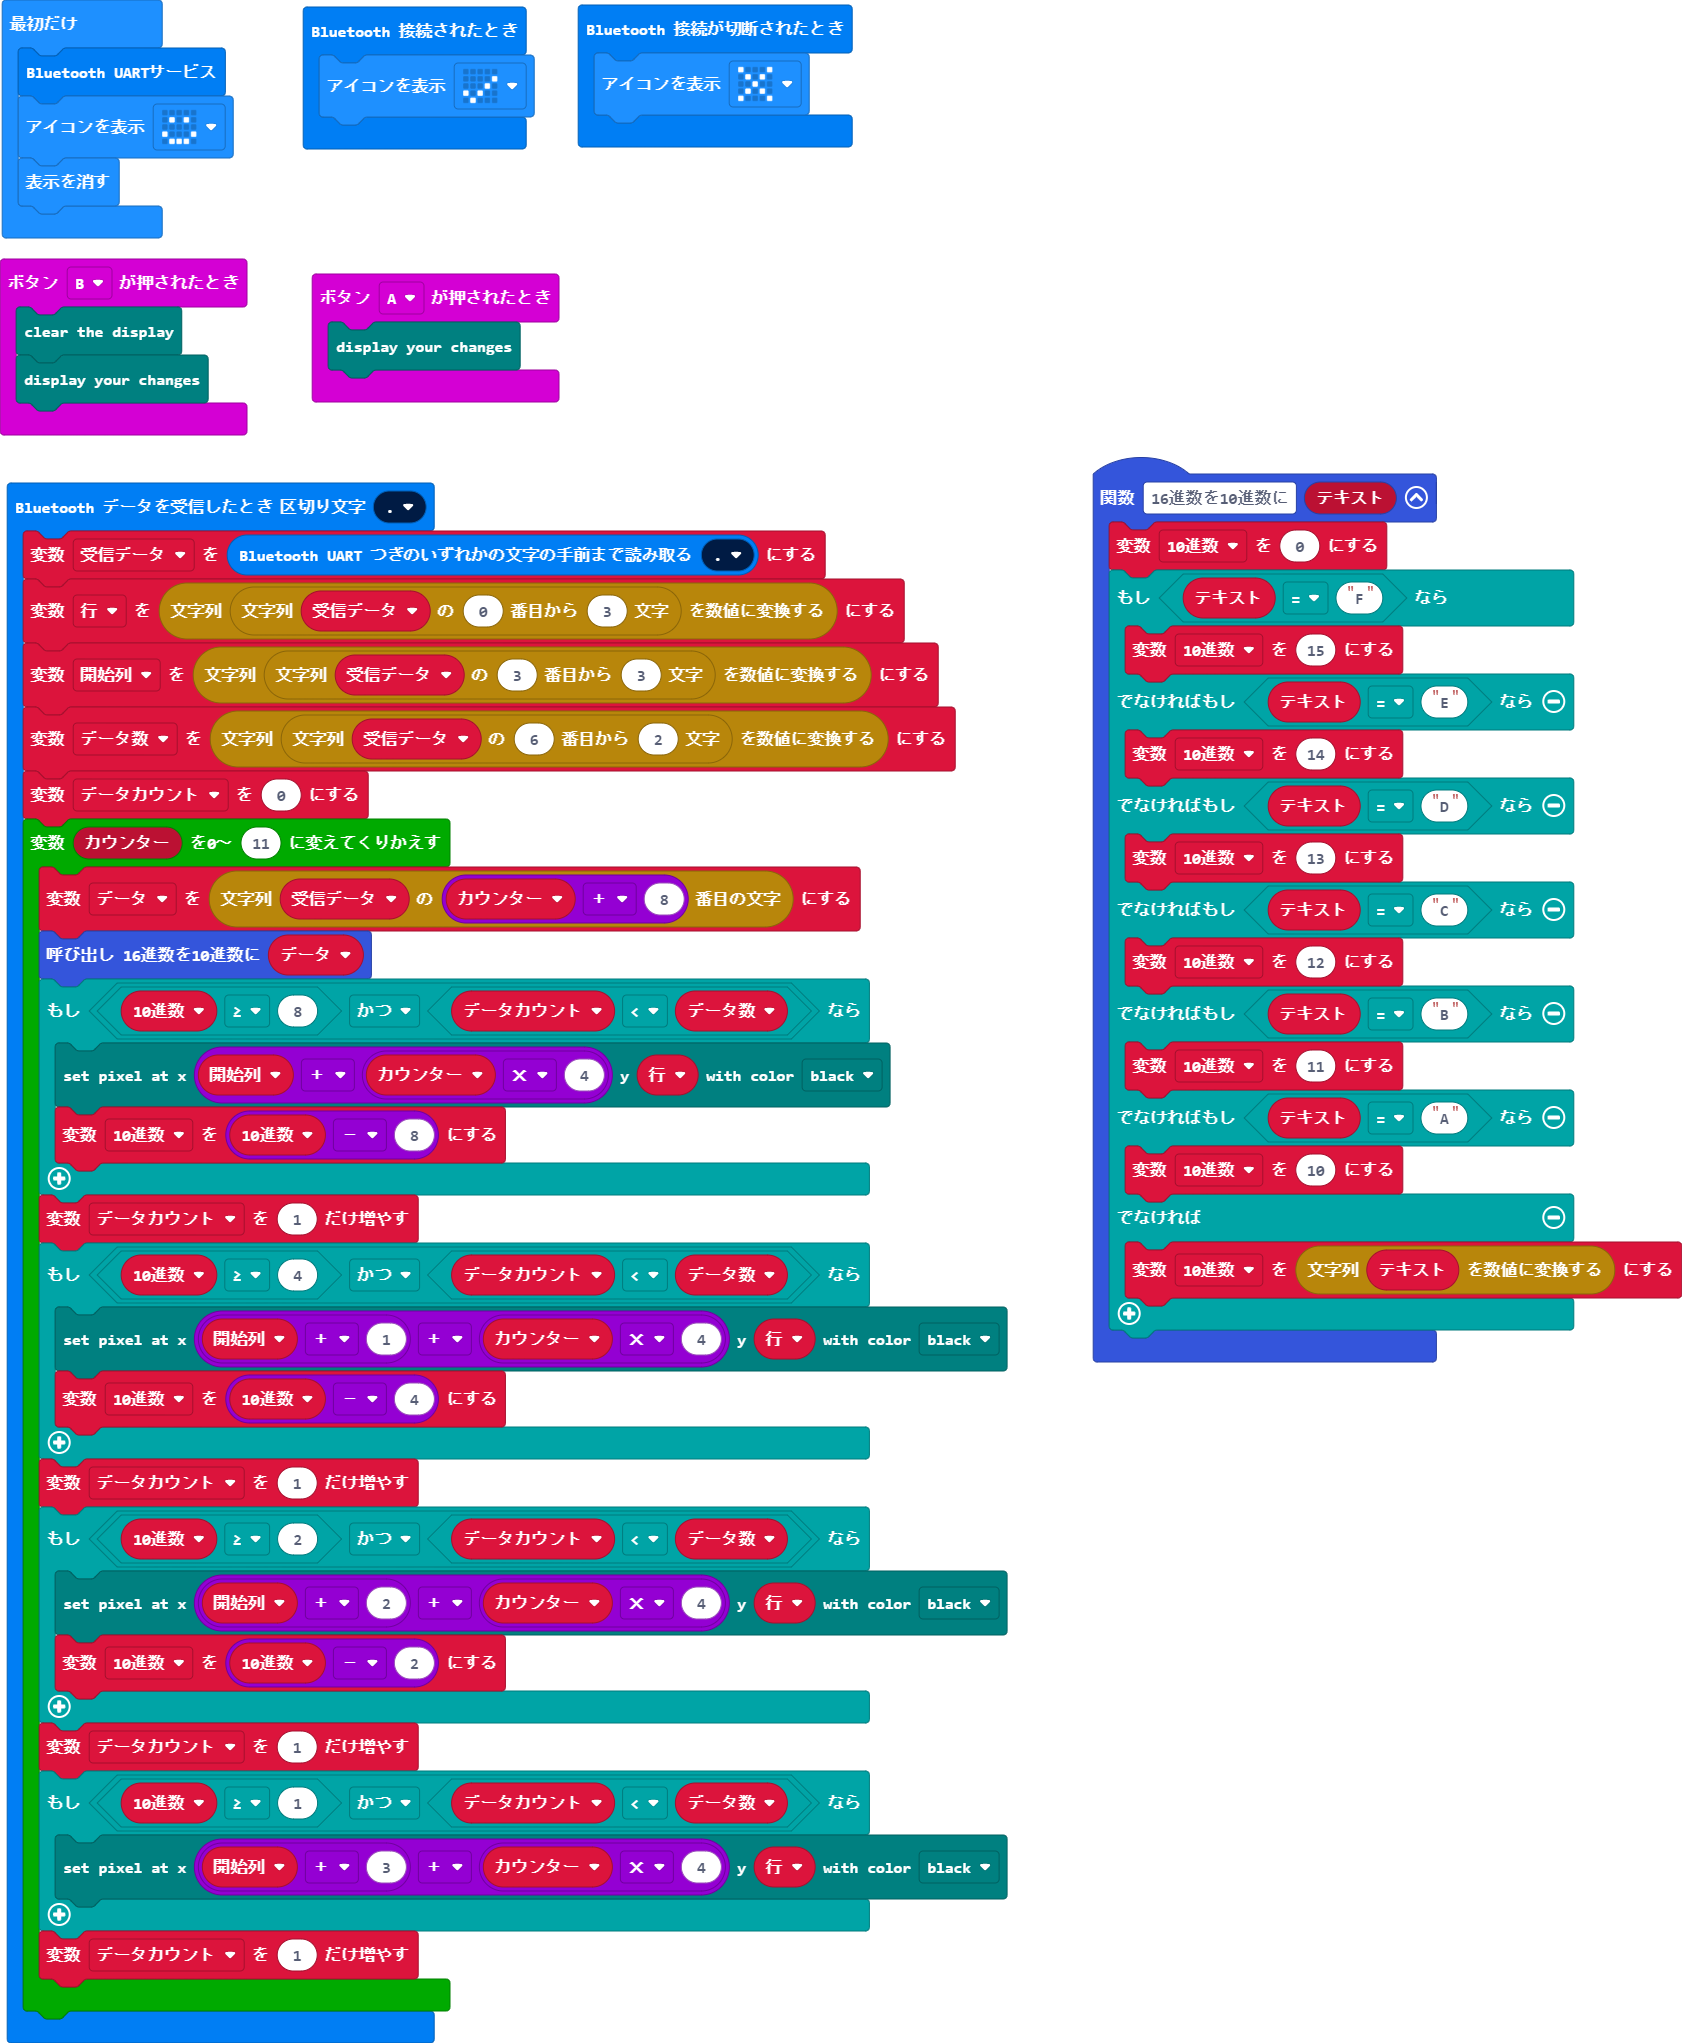 最初だけ
Bluetooth UARTサービス
アイコンを表示
表示を消す
Bluetooth 接続されたとき
アイコンを表示
Bluetooth 接続が切断されたとき
アイコンを表示
ボタン B が押されたとき
clear the display
display your changes
ボタン A が押されたとき
display your changes
Bluetooth データを受信したとき 区切り文字 .
変数 受信データ を Bluetooth UART つぎのいずれかの文字の手前まで読み取る . にする
変数 行 を 文字列 文字列 受信データ の 0 番目から 3 文字 を数値に変換する にする
変数 開始列 を 文字列 文字列 受信データ の 3 番目から 3 文字 を数値に変換する にする
変数 データ数 を 文字列 文字列 受信データ の 6 番目から 2 文字 を数値に変換する にする
変数 データカウント を 0 にする
変数 カウンター を0～ 11 に変えてくりかえす
変数 データ を 文字列 受信データ の カウンター + 8 番目の文字 にする
呼び出し 16進数を10進数に データ
もし 10進数 ≥ 8 かつ データカウント < データ数 なら
set pixel at x 開始列 + カウンター × 4 y 行 with color black
変数 10進数 を 10進数 - 8 にする
変数 データカウント を 1 だけ増やす
もし 10進数 ≥ 4 かつ データカウント < データ数 なら
set pixel at x 開始列 + 1 + カウンター × 4 y 行 with color black
変数 10進数 を 10進数 - 4 にする
変数 データカウント を 1 だけ増やす
もし 10進数 ≥ 2 かつ データカウント < データ数 なら
set pixel at x 開始列 + 2 + カウンター × 4 y 行 with color black
変数 10進数 を 10進数 - 2 にする
変数 データカウント を 1 だけ増やす
もし 10進数 ≥ 1 かつ データカウント < データ数 なら
set pixel at x 開始列 + 3 + カウンター × 4 y 行 with color black
変数 データカウント を 1 だけ増やす
関数 16進数を10進数に テキスト
変数 10進数 を 0 にする
もし テキスト = "F" なら
変数 10進数 を 15 にする
でなければもし テキスト = "E" なら
変数 10進数 を 14 にする
でなければもし テキスト = "D" なら
変数 10進数 を 13 にする
でなければもし テキスト = "C" なら
変数 10進数 を 12 にする
でなければもし テキスト = "B" なら
変数 10進数 を 11 にする
でなければもし テキスト = "A" なら
変数 10進数 を 10 にする
でなければ
変数 10進数 を 文字列 テキスト を数値に変換する にする